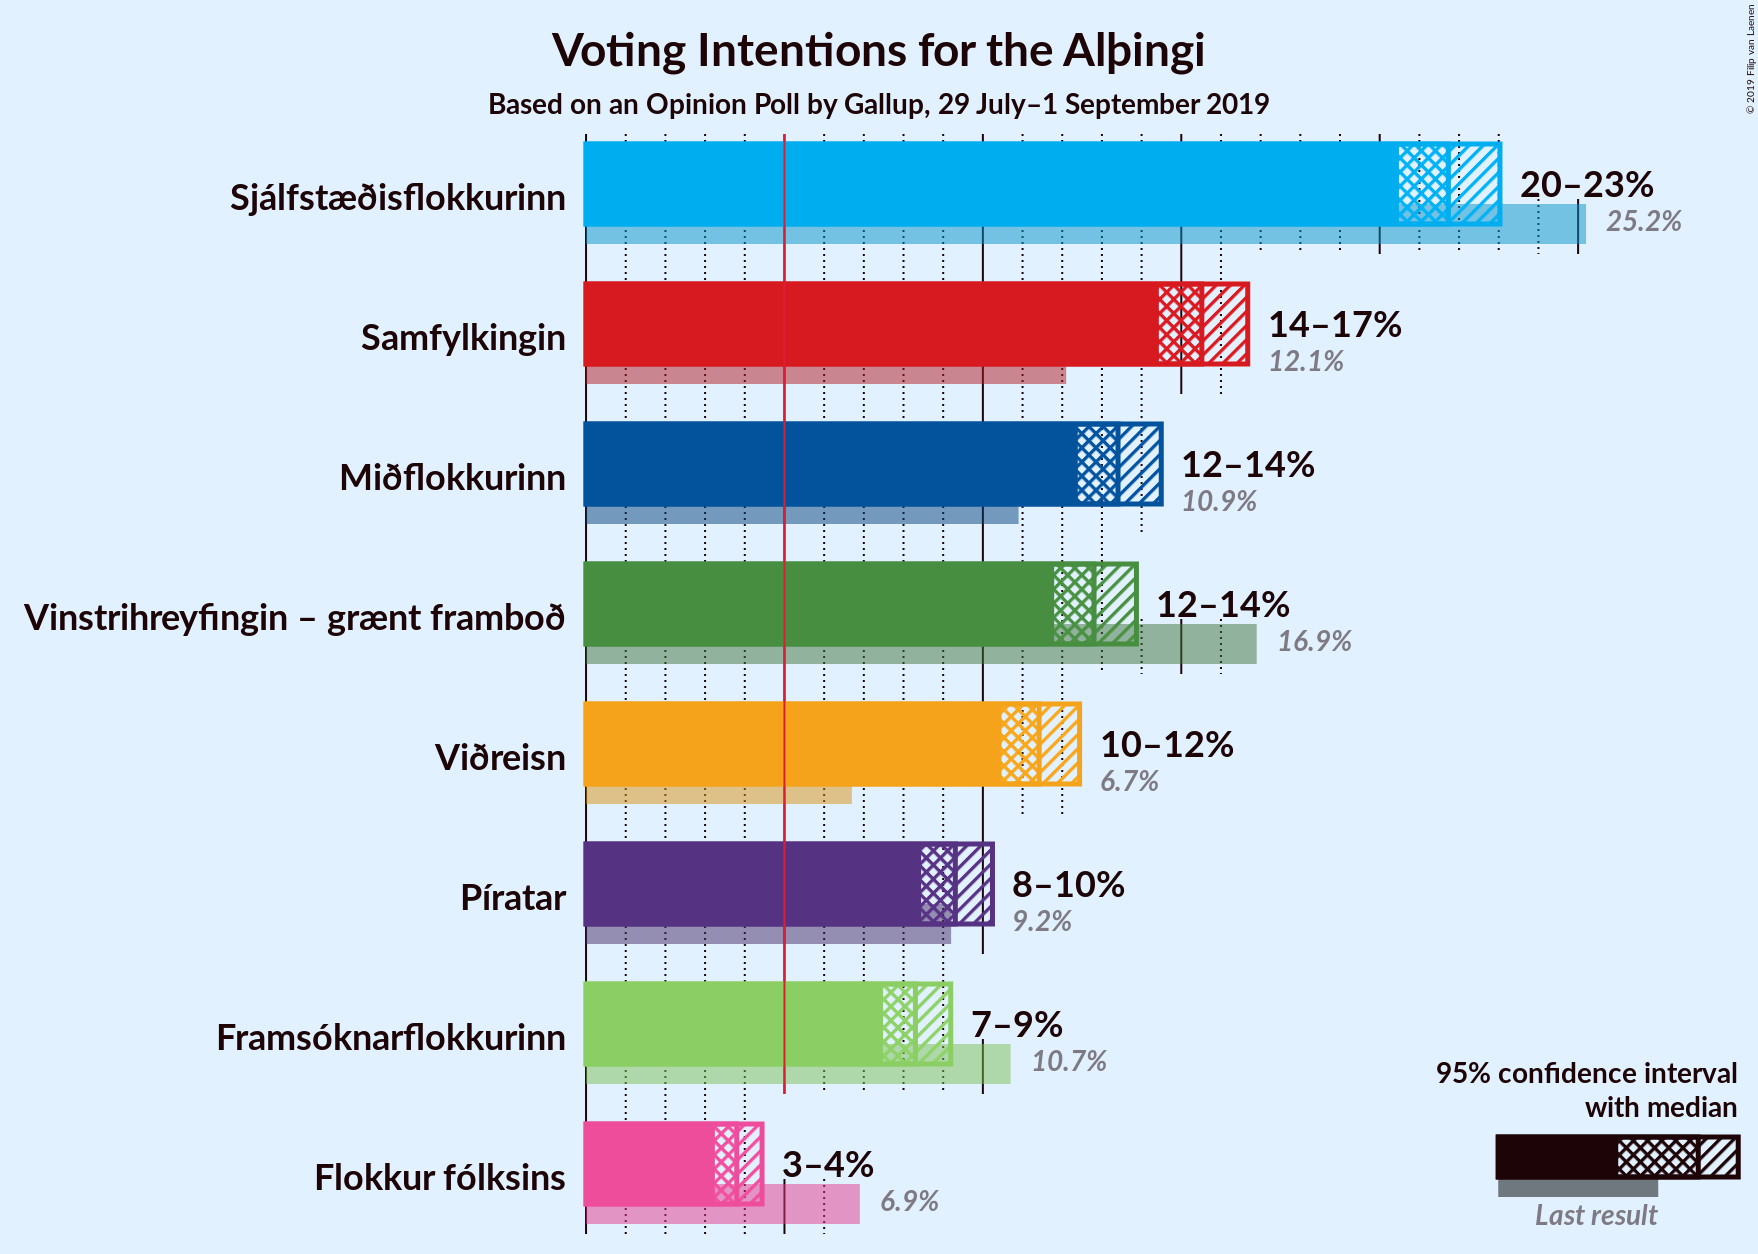 Voting Intentions for the Alþingi
Based on an Opinion Poll by Gallup, 29 July–1 September 2019
© 2019 Filip van Laenen
Sjálfstæðisflokkurinn
20–23%
25.2%
Samfylkingin
14–17%
12.1%
Miðflokkurinn
12–14%
10.9%
Vinstrihreyfingin – grænt framboð
12–14%
16.9%
Viðreisn
10–12%
6.7%
Píratar
8–10%
9.2%
Framsóknarflokkurinn
7–9%
10.7%
Flokkur fólksins
3–4%
6.9%
95% confidence interval
with median
Last result